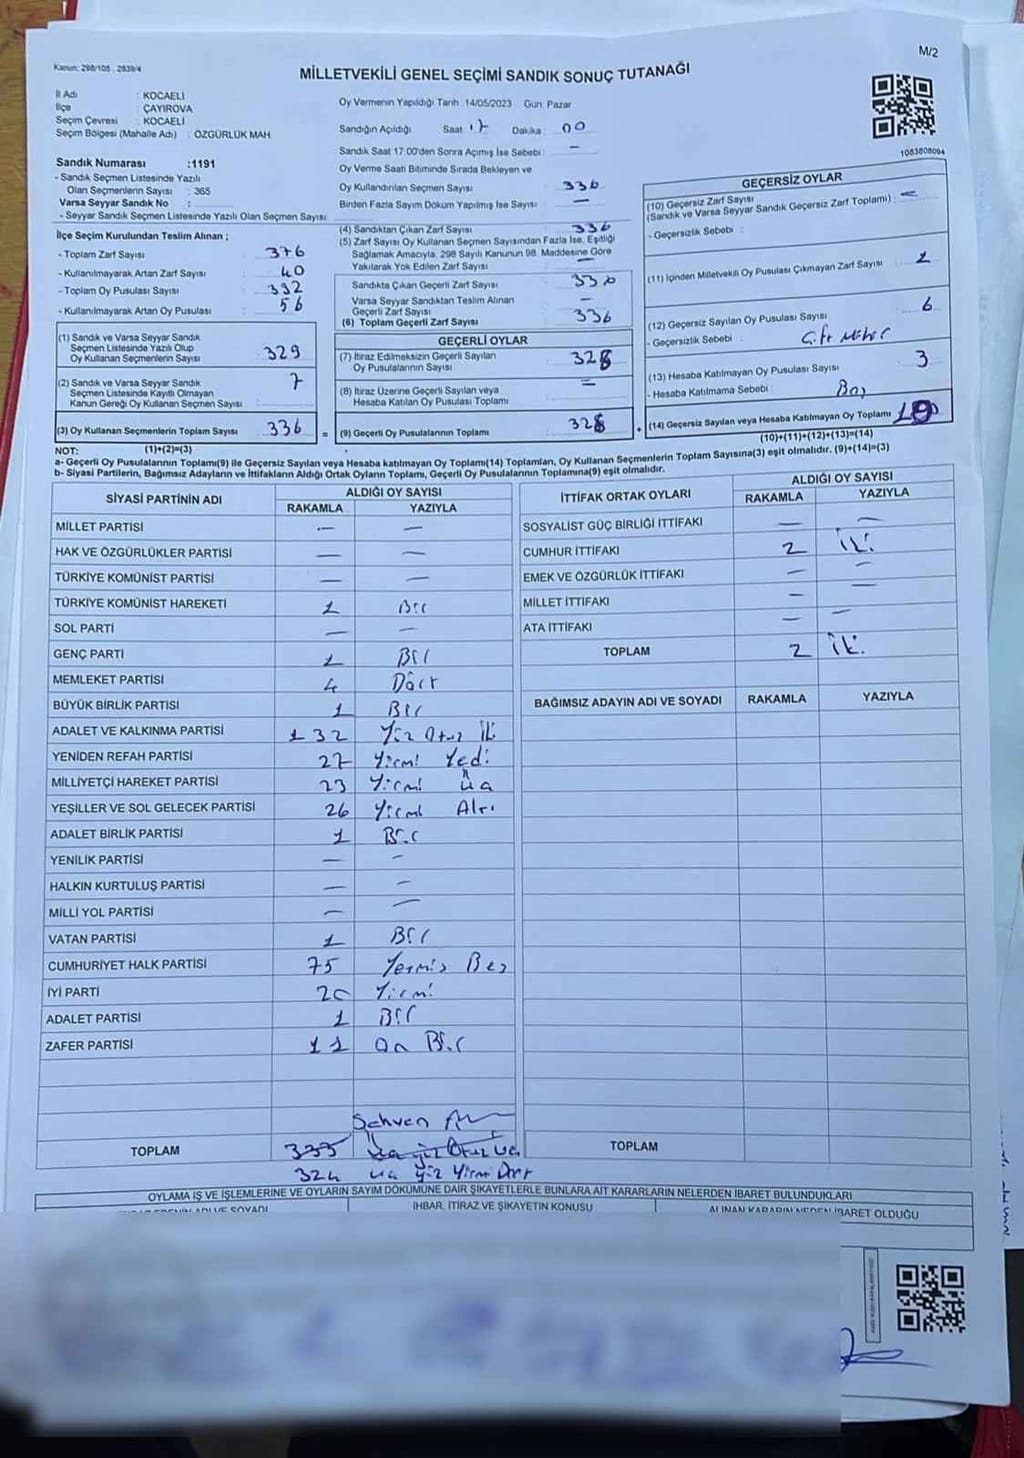 M/2
Kanun: 298/105 , 2839/4
MİLLETVEKİLİ GENEL SEÇİMİ SANDIK SONUÇ TUTANAĞI
İl Adı : KOCAELİ
İlçe : ÇAYIROVA
Seçim Çevresi : KOCAELİ
Seçim Bölgesi (Mahalle Adı) : ÖZGÜRLÜK MAH
Sandık Numarası :1191
- Sandık Seçmen Listesinde Yazılı
Olan Seçmenlerin Sayısı : 365
Varsa Seyyar Sandık No :
- Seyyar Sandık Seçmen Listesinde Yazılı Olan Seçmen Sayısı :
Oy Vermenin Yapıldığı Tarih 14/05/2023 Gün: Pazar
Sandığın Açıldığı Saat: 17 Dakika : 00
Sandık Saat 17.00'den Sonra Açımış İse Sebebi : —
Oy Verme Saati Bitiminde Sırada Bekleyen ve
Oy Kullandırılan Seçmen Sayısı : 336
Birden Fazla Sayım Döküm Yapılmış İse Sayısı : —
1083808094
İlçe Seçim Kurulundan Teslim Alınan ;
- Toplam Zarf Sayısı : 376
- Kullanılmayarak Artan Zarf Sayısı : 40
- Toplam Oy Pusulası Sayısı : 392
- Kullanılmayarak Artan Oy Pusulası : 56
(4) Sandıktan Çıkan Zarf Sayısı : 336
(5) Zarf Sayısı Oy Kullanan Seçmen Sayısından Fazla İse, Eşitliği
Sağlamak Amacıyla, 298 Sayılı Kanunun 98. Maddesine Göre
Yakılarak Yok Edilen Zarf Sayısı : —
Sandıkta Çıkan Geçerli Zarf Sayısı : 336
Varsa Seyyar Sandıktan Teslim Alınan
Geçerli Zarf Sayısı : —
(6) Toplam Geçerli Zarf Sayısı : 336
GEÇERSİZ OYLAR
(10) Geçersiz Zarf Sayısı
(Sandık ve Varsa Seyyar Sandık Geçersiz Zarf Toplamı) : —
- Geçersizlik Sebebi :
(11) İçinden Milletvekili Oy Pusulası Çıkmayan Zarf Sayısı : 1
(12) Geçersiz Sayılan Oy Pusulası Sayısı : 6
- Geçersizlik Sebebi : Çift Mühür
(13) Hesaba Katılmayan Oy Pusulası Sayısı : 3
- Hesaba Katılmama Sebebi : Boş
(14) Geçersiz Sayılan veya Hesaba Katılmayan Oy Toplamı :
(10)+(11)+(12)+(13)=(14)
(1) Sandık ve Varsa Seyyar Sandık
Seçmen Listesinde Yazılı Olup
Oy Kullanan Seçmenlerin Sayısı : 329
(2) Sandık ve Varsa Seyyar Sandık
Seçmen Listesinde Kayıtlı Olmayan
Kanun Gereği Oy Kullanan Seçmen Sayısı : 7
(3) Oy Kullanan Seçmenlerin Toplam Sayısı : 336
(1)+(2)=(3)
GEÇERLİ OYLAR
(7) İtiraz Edilmeksizin Geçerli Sayılan
Oy Pusulalarının Sayısı :
(8) İtiraz Üzerine Geçerli Sayılan veya
Hesaba Katılan Oy Pusulası Toplamı : —
(9) Geçerli Oy Pusulalarının Toplamı :
NOT:
a- Geçerli Oy Pusulalarının Toplamı(9) ile Geçersiz Sayılan veya Hesaba katılmayan Oy Toplamı(14) Toplamları, Oy Kullanan Seçmenlerin Toplam Sayısına(3) eşit olmalıdır. (9)+(14)=(3)
b- Siyasi Partilerin, Bağımsız Adayların ve İttifakların Aldığı Ortak Oyların Toplamı, Geçerli Oy Pusulalarının Toplamına(9) eşit olmalıdır.
SİYASİ PARTİNİN ADI ALDIĞI OY SAYISI
RAKAMLA YAZIYLA
MİLLET PARTİSİ — —
HAK VE ÖZGÜRLÜKLER PARTİSİ — —
TÜRKİYE KOMÜNİST PARTİSİ — —
TÜRKİYE KOMÜNİST HAREKETİ 1 Bir
SOL PARTİ — —
GENÇ PARTİ 1 Bir
MEMLEKET PARTİSİ 4 Dört
BÜYÜK BİRLİK PARTİSİ 1 Bir
ADALET VE KALKINMA PARTİSİ 132 Yüz Otuz İki
YENİDEN REFAH PARTİSİ 27 Yirmi Yedi
MİLLİYETÇİ HAREKET PARTİSİ 23 Yirmi Üç
YEŞİLLER VE SOL GELECEK PARTİSİ 26 Yirmi Altı
ADALET BİRLİK PARTİSİ 1 Bir
YENİLİK PARTİSİ — —
HALKIN KURTULUŞ PARTİSİ — —
MİLLİ YOL PARTİSİ — —
VATAN PARTİSİ 1 Bir
CUMHURİYET HALK PARTİSİ 75 Yetmiş Beş
İYİ PARTİ 20 Yirmi
ADALET PARTİSİ 1 Bir
ZAFER PARTİSİ 11 On Bir
Sehven
TOPLAM 333 Üç Yüz Otuz Üç
324 Üç Yüz Yirmi Dört
İTTİFAK ORTAK OYLARI ALDIĞI OY SAYISI
RAKAMLA YAZIYLA
SOSYALİST GÜÇ BİRLİĞİ İTTİFAKI — —
CUMHUR İTTİFAKI 2 İki
EMEK VE ÖZGÜRLÜK İTTİFAKI — —
MİLLET İTTİFAKI — —
ATA İTTİFAKI — —
TOPLAM 2 İki
BAĞIMSIZ ADAYIN ADI VE SOYADI RAKAMLA YAZIYLA
TOPLAM
OYLAMA İŞ VE İŞLEMLERİNE VE OYLARIN SAYIM DÖKÜMÜNE DAİR ŞİKAYETLERLE BUNLARA AİT KARARLARIN NELERDEN İBARET BULUNDUKLARI
ADI VE SOYADI İHBAR, İTİRAZ VE ŞİKAYETİN KONUSU ALINAN KARARIN NEDEN İBARET OLDUĞU